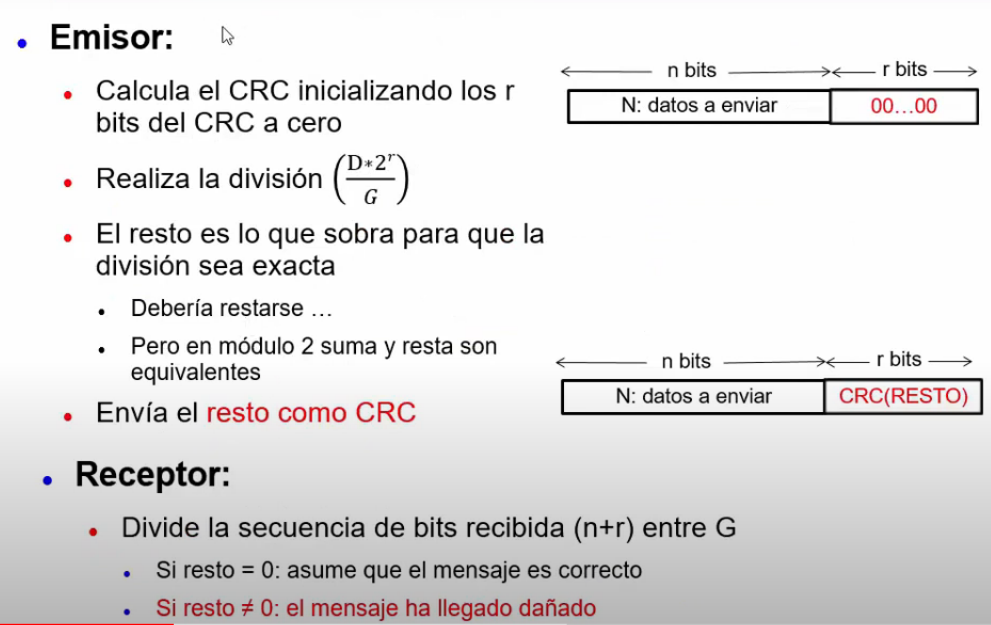 Emisor:
Calcula el CRC inicializando los r
bits del CRC a cero
n bits
r bits
N: datos a enviar
00...00
Realiza la división (D*2^r / G)
El resto es lo que sobra para que la
división sea exacta
Debería restarse ...
Pero en módulo 2 suma y resta son
equivalentes
n bits
r bits
N: datos a enviar
CRC(RESTO)
Envía el resto como CRC
Receptor:
Divide la secuencia de bits recibida (n+r) entre G
Si resto = 0: asume que el mensaje es correcto
Si resto ≠ 0: el mensaje ha llegado dañado